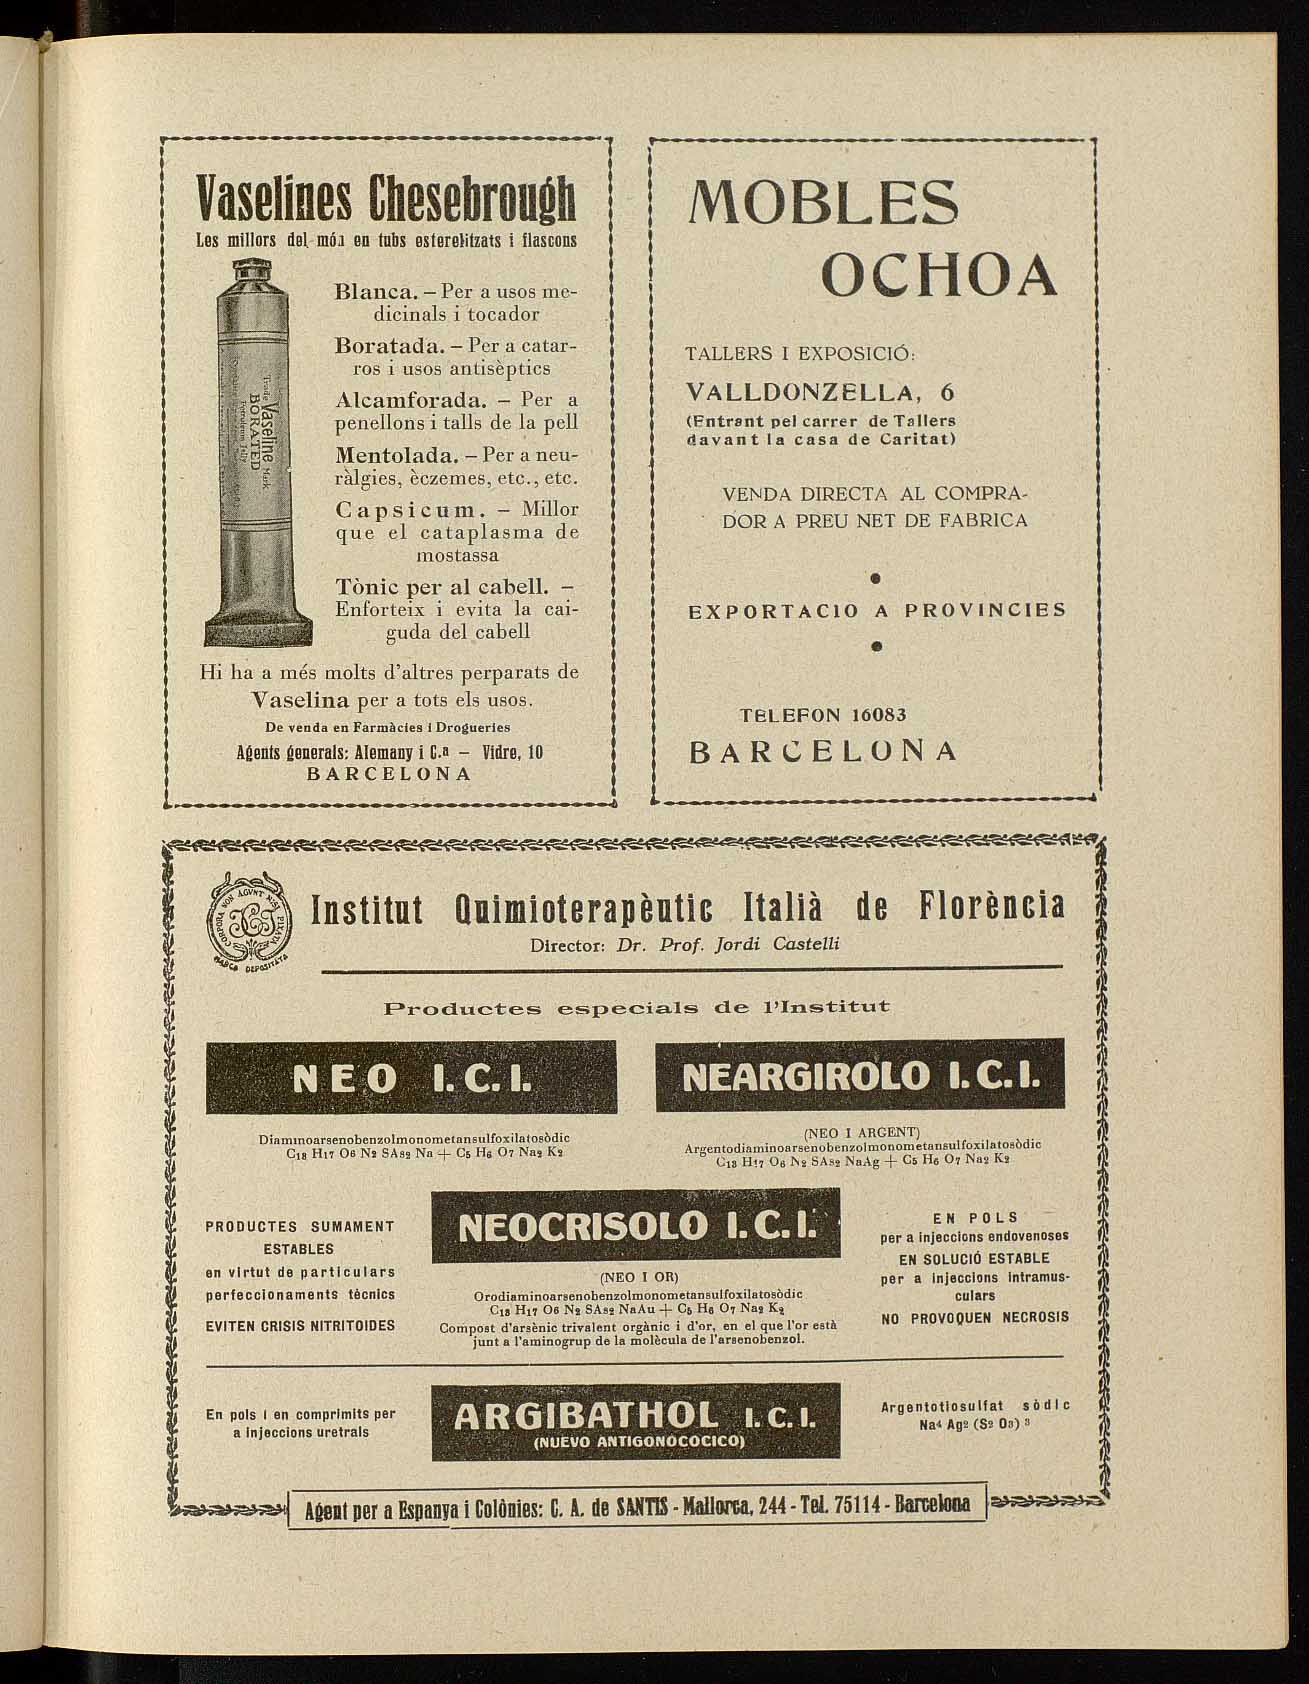 Vaselines Chesebrough
Les millors del món en tubs esterelitzats i flascons
Trade Vaselíne Mark
BORATED
Petroleum Jelly
Blanca. – Per a usos me-
dicinals i tocador
Boratada. – Per a catar-
ros i usos antisèptics
Alcamforada. – Per a
penellons i talls de la pell
Mentolada. – Per a neu-
ràlgies, èczemes, etc., etc.
Capsicum. – Millor
que el cataplasma de
mostassa
Tònic per al cabell. –
Enforteix i evita la cai-
guda del cabell
Hi ha a més molts d'altres perparats de
Vaselina per a tots els usos.
De venda en Farmàcies i Drogueries
Agents generals: Alemany i C.ª – Vidre, 10
BARCELONA
MOBLES
OCHOA
TALLERS I EXPOSICIÓ:
VALLDONZELLA, 6
(Entrant pel carrer de Tallers
davant la casa de Caritat)
VENDA DIRECTA AL COMPRA-
DOR A PREU NET DE FABRICA
EXPORTACIO A PROVINCIES
TELEFON 16083
BARCELONA
CORPORA NON AGUNT NISI FIXATA
MARCA DEPOSITATA
Institut Quimioterapèutic Italià de Florència
Director: Dr. Prof. Jordi Castelli
Productes especials de l'Institut
NEO I.C.I.
Diaminoarsenobenzolmonometansulfoxilatosòdic
C18 H17 O6 N2 SAs2 Na + C5 H6 O7 Na2 K2
NEARGIROLO I.C.I.
(NEO I ARGENT)
Argentodiaminoarsenobenzolmonometansulfoxilatosòdic
C18 H17 O6 N2 SAs2 NaAg + C5 H6 O7 Na2 K2
PRODUCTES SUMAMENT
ESTABLES
en virtut de particulars
perfeccionaments tècnics
EVITEN CRISIS NITRITOIDES
NEOCRISOLO I.C.I.
(NEO I OR)
Orodiaminoarsenobenzolmonometansulfoxilatosòdic
C18 H17 O6 N2 SAs2 NaAu + C5 H6 O7 Na2 K2
Compost d'arsènic trivalent orgànic i d'or, en el que l'or està
junt a l'aminogrup de la molècula de l'arsenobenzol.
EN POLS
per a injeccions endovenoses
EN SOLUCIÓ ESTABLE
per a injeccions intramus-
culars
NO PROVOQUEN NECROSIS
En pols i en comprimits per
a injeccions uretrals
ARGIBATHOL I.C.I.
(NUEVO ANTIGONOCOCICO)
Argentotiosulfat sòdic
Na4 Ag2 (S2 O3) 3
Agent per a Espanya i Colònies: C. A. de SANTIS - Mallorca, 244 - Tel. 75114 - Barcelona